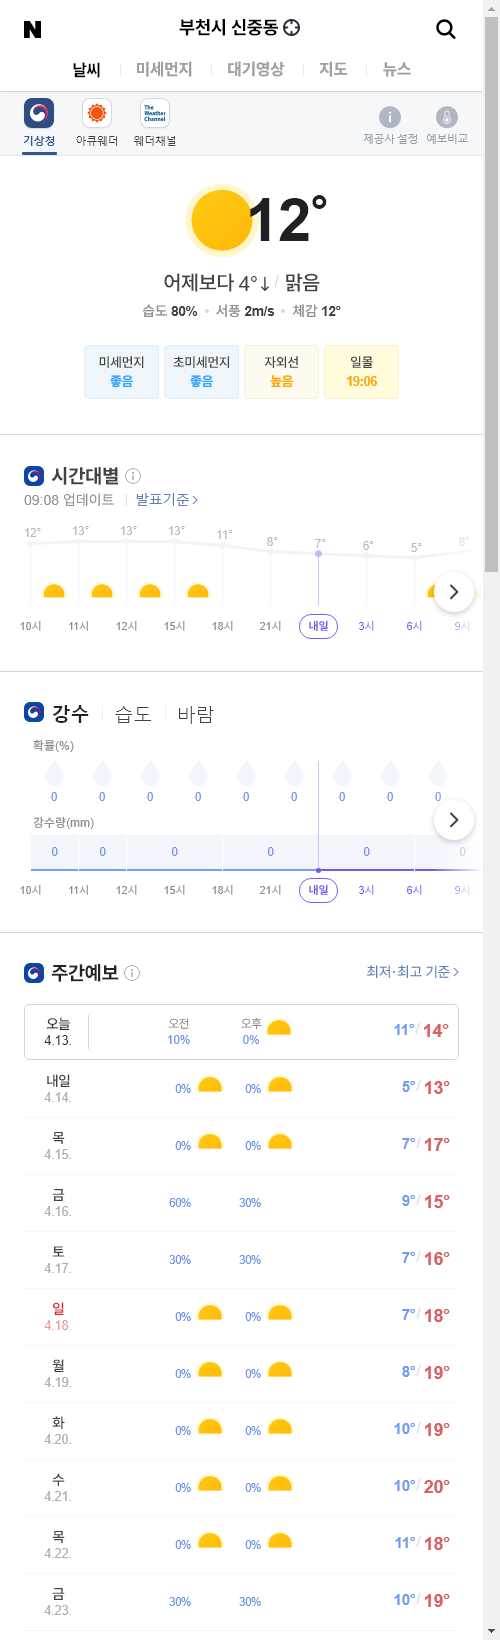 N
부천시 신중동
날씨 미세먼지 대기영상 지도 뉴스
기상청 아큐웨더 The Weather Channel 웨더채널 제공사 설정 예보비교
12°
어제보다 4°↓ / 맑음
습도 80% 서풍 2m/s 체감 12°
미세먼지 초미세먼지 자외선 일몰
좋음 좋음 높음 19:06
시간대별
09:08 업데이트 발표기준 >
12° 13° 13° 13° 11° 8° 7° 6° 5° 8°
10시 11시 12시 15시 18시 21시 내일 3시 6시 9시
강수 습도 바람
확률(%)
0 0 0 0 0 0 0 0 0
강수량(mm)
0 0 0 0 0 0
10시 11시 12시 15시 18시 21시 내일 3시 6시 9시
주간예보 최저·최고 기준 >
오늘 오전 오후
4.13. 10% 0% 11° / 14°
내일
4.14. 0% 0% 5° / 13°
목
4.15. 0% 0% 7° / 17°
금
4.16. 60% 30% 9° / 15°
토
4.17. 30% 30% 7° / 16°
일
4.18. 0% 0% 7° / 18°
월
4.19. 0% 0% 8° / 19°
화
4.20. 0% 0% 10° / 19°
수
4.21. 0% 0% 10° / 20°
목
4.22. 0% 0% 11° / 18°
금
4.23. 30% 30% 10° / 19°